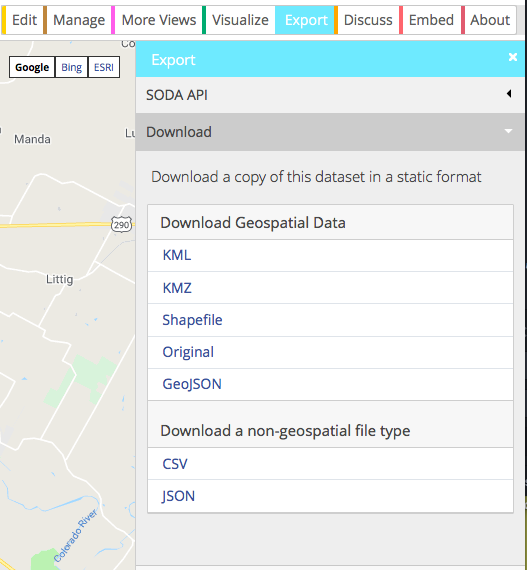 Edit Manage More Views Visualize Export Discuss Embed About
Google Bing ESRI
Export
SODA API
Download
Download a copy of this dataset in a static format
Download Geospatial Data
KML
KMZ
Shapefile
Original
GeoJSON
Download a non-geospatial file type
CSV
JSON
Co
Manda
Lu
290
Littig
Colorado River